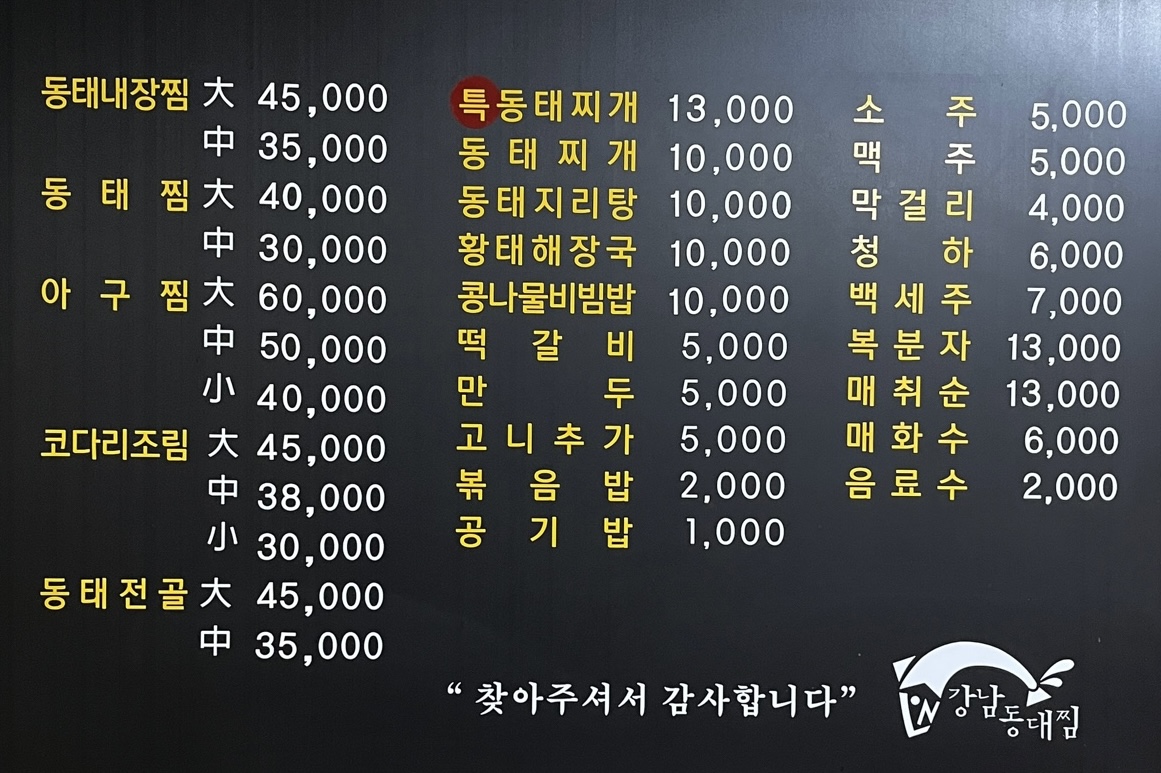 동태내장찜 大 45,000
中 35,000
동태찜 大 40,000
中 30,000
아구찜 大 60,000
中 50,000
小 40,000
코다리조림 大 45,000
中 38,000
小 30,000
동태전골 大 45,000
中 35,000
특동태찌개 13,000
동태찌개 10,000
동태지리탕 10,000
황태해장국 10,000
콩나물비빔밥 10,000
떡갈비 5,000
만두 5,000
고니추가 5,000
볶음밥 2,000
공기밥 1,000
소주 5,000
맥주 5,000
막걸리 4,000
청하 6,000
백세주 7,000
복분자 13,000
매취순 13,000
매화수 6,000
음료수 2,000
“ 찾아주셔서 감사합니다”
강남동대찜